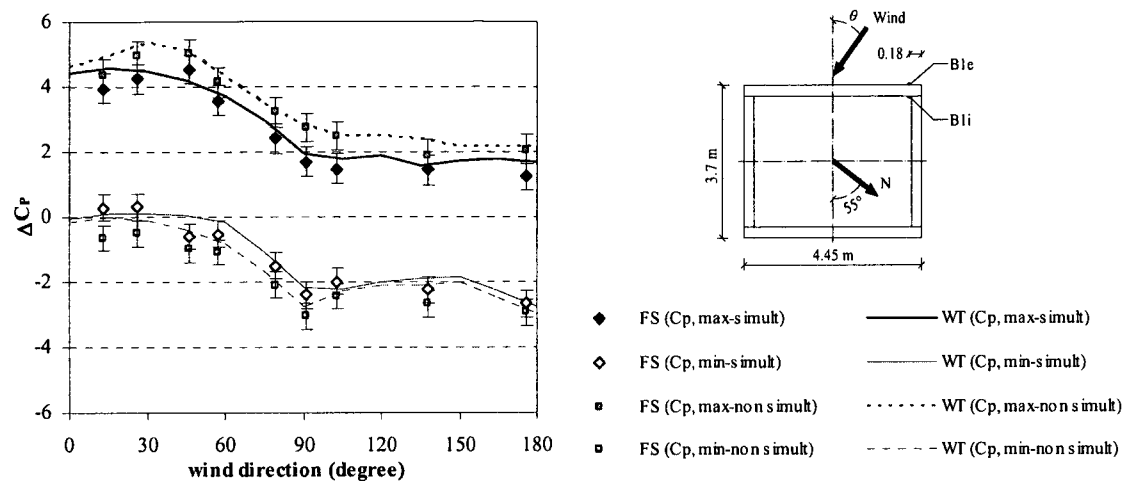 6
4
2
0
-2
-4
-6
ΔCP
0 30 60 90 120 150 180
wind direction (degree)
θ Wind
0.18
Ble
Bli
3.7 m
N
55°
4.45 m
FS (Cp, max-simult) WT (Cp, max-simult)
FS (Cp, min-simult) WT (Cp, min-simult)
FS (Cp, max-non simult) WT (Cp, max-non simult)
FS (Cp, min-non simult) WT (Cp, min-non simult)